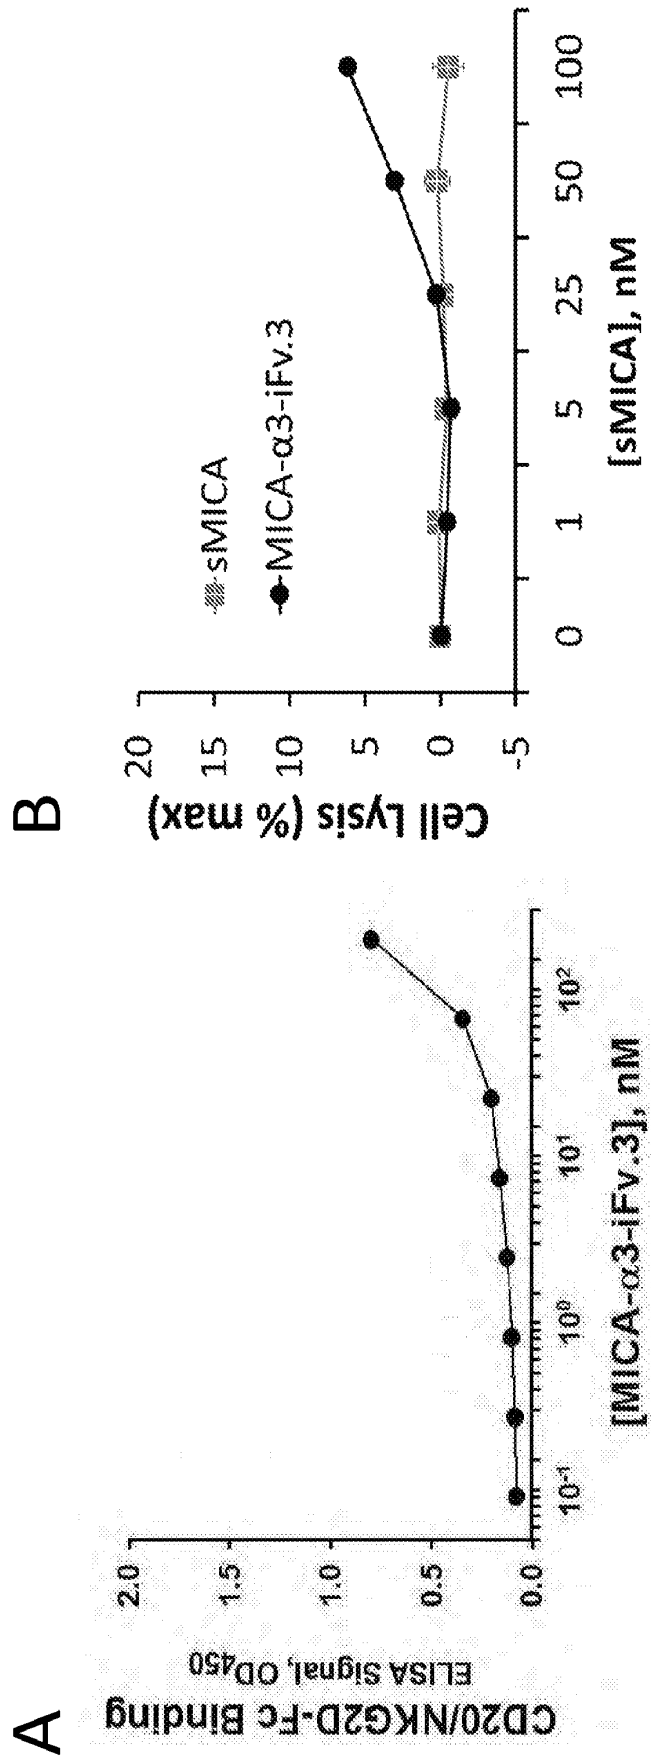 A
CD20/NKG2D-Fc Binding
ELISA Signal, OD450
2.0
1.5
1.0
0.5
0.0
10-1
100
101
102
[MICA-α3-iFv.3], nM
B
Cell Lysis (% max)
20
15
10
5
0
-5
sMICA
MICA-α3-iFv.3
0
1
5
25
50
100
[sMICA], nM